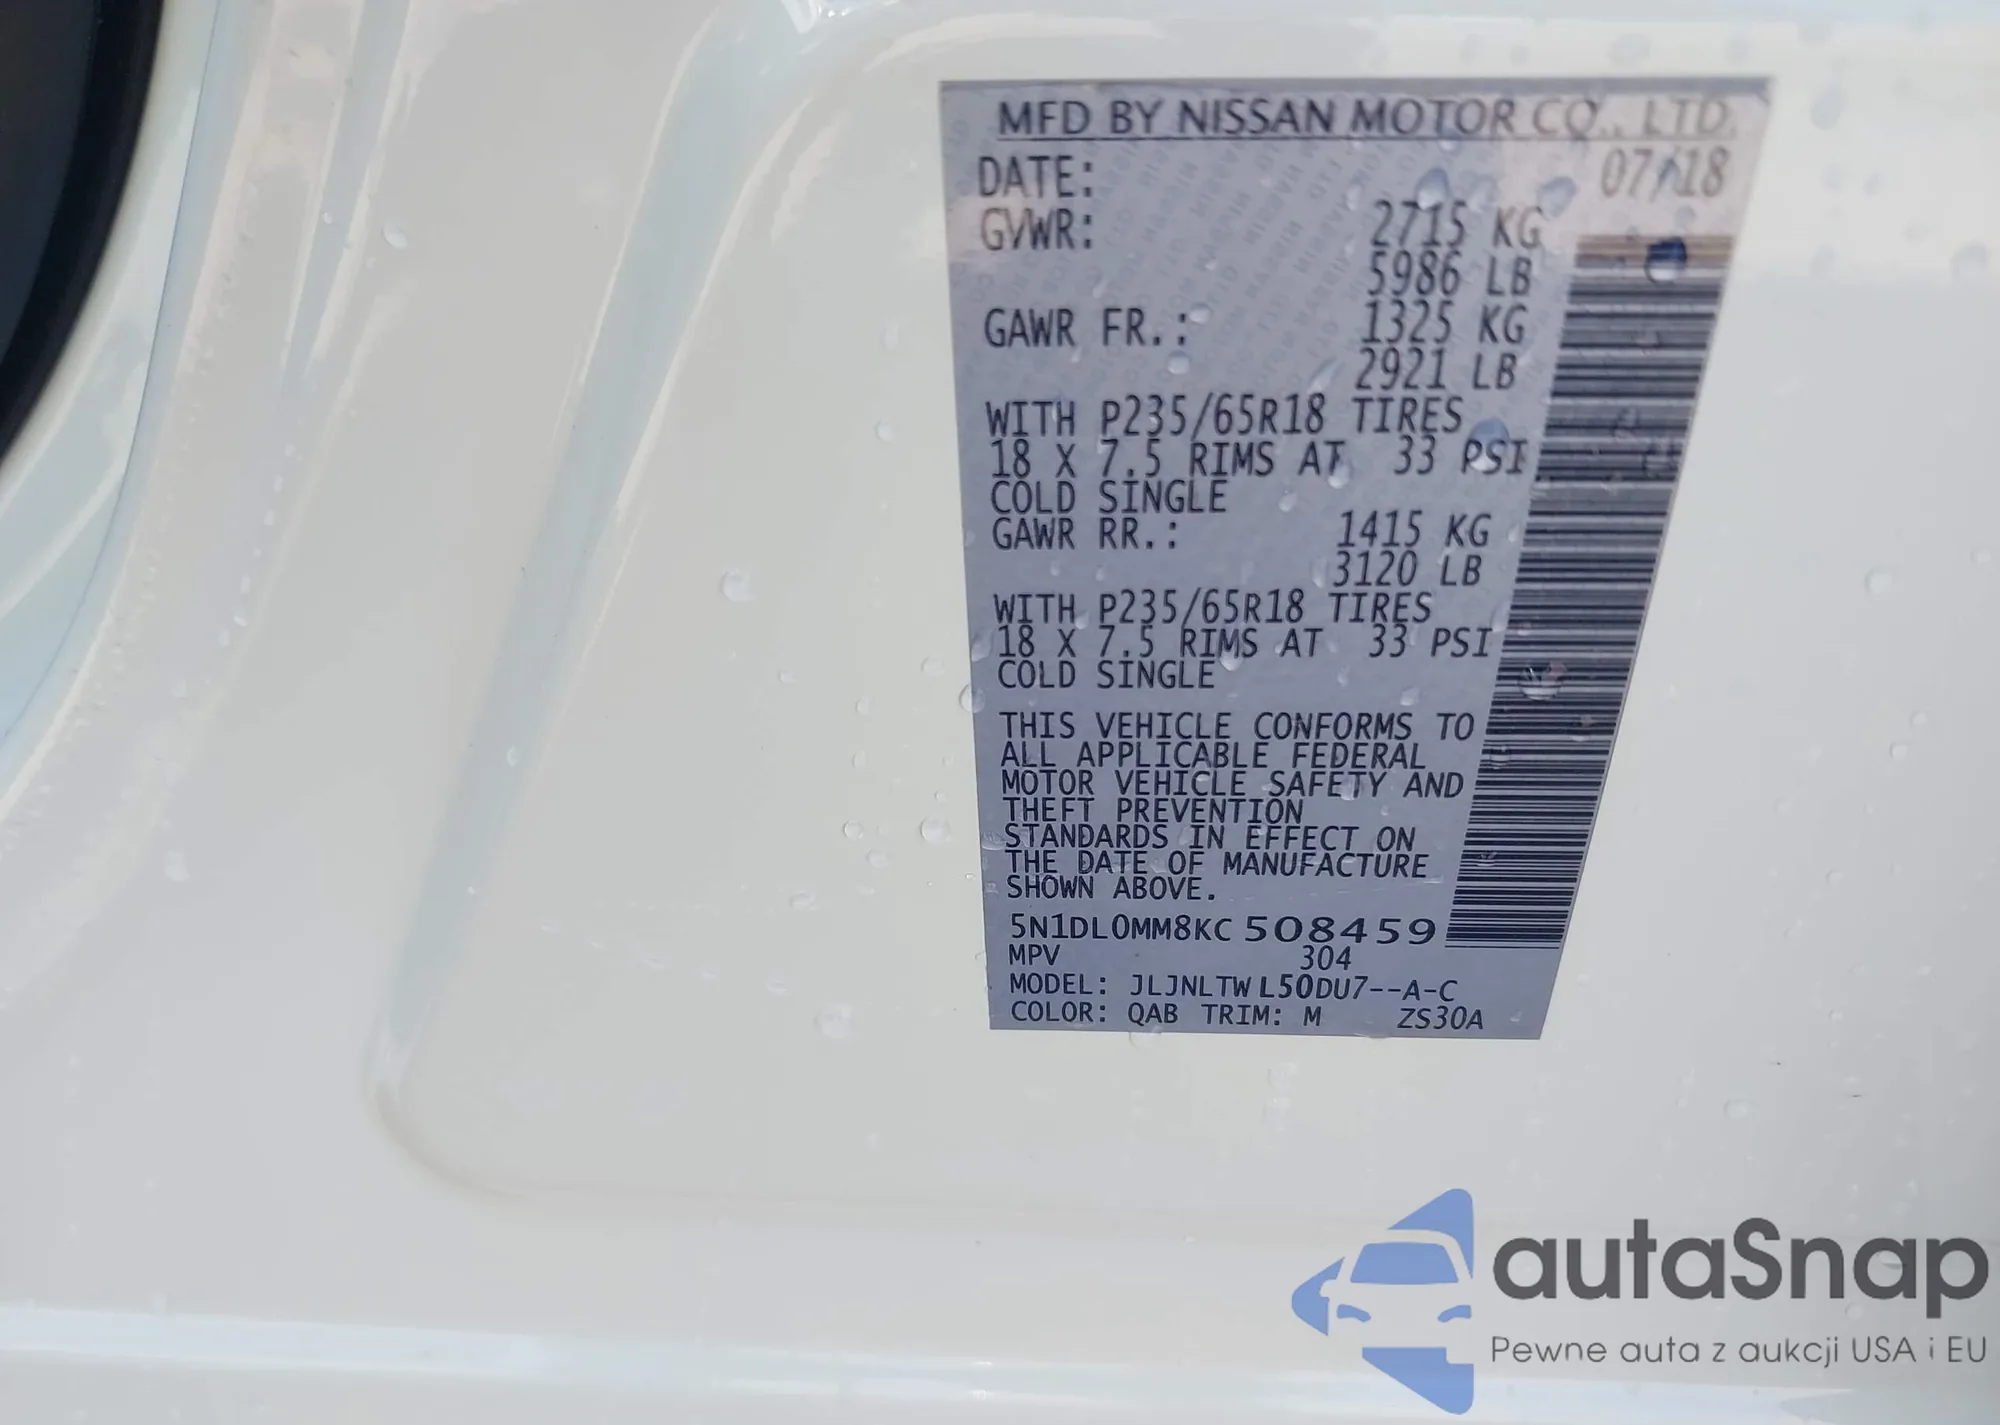 MFD BY NISSAN MOTOR CO., LTD.
DATE: 07/18
GVWR: 2715 KG
5986 LB
GAWR FR.: 1325 KG
2921 LB
WITH P235/65R18 TIRES
18 X 7.5 RIMS AT 33 PSI
COLD SINGLE
GAWR RR.: 1415 KG
3120 LB
WITH P235/65R18 TIRES
18 X 7.5 RIMS AT 33 PSI
COLD SINGLE
THIS VEHICLE CONFORMS TO
ALL APPLICABLE FEDERAL
MOTOR VEHICLE SAFETY AND
THEFT PREVENTION
STANDARDS IN EFFECT ON
THE DATE OF MANUFACTURE
SHOWN ABOVE.
5N1DL0MM8KC508459
MPV 304
MODEL: JLJNLTWL50DU7--A-C
COLOR: QAB TRIM: M ZS30A
autaSnap
Pewne auta z aukcji USA i EU